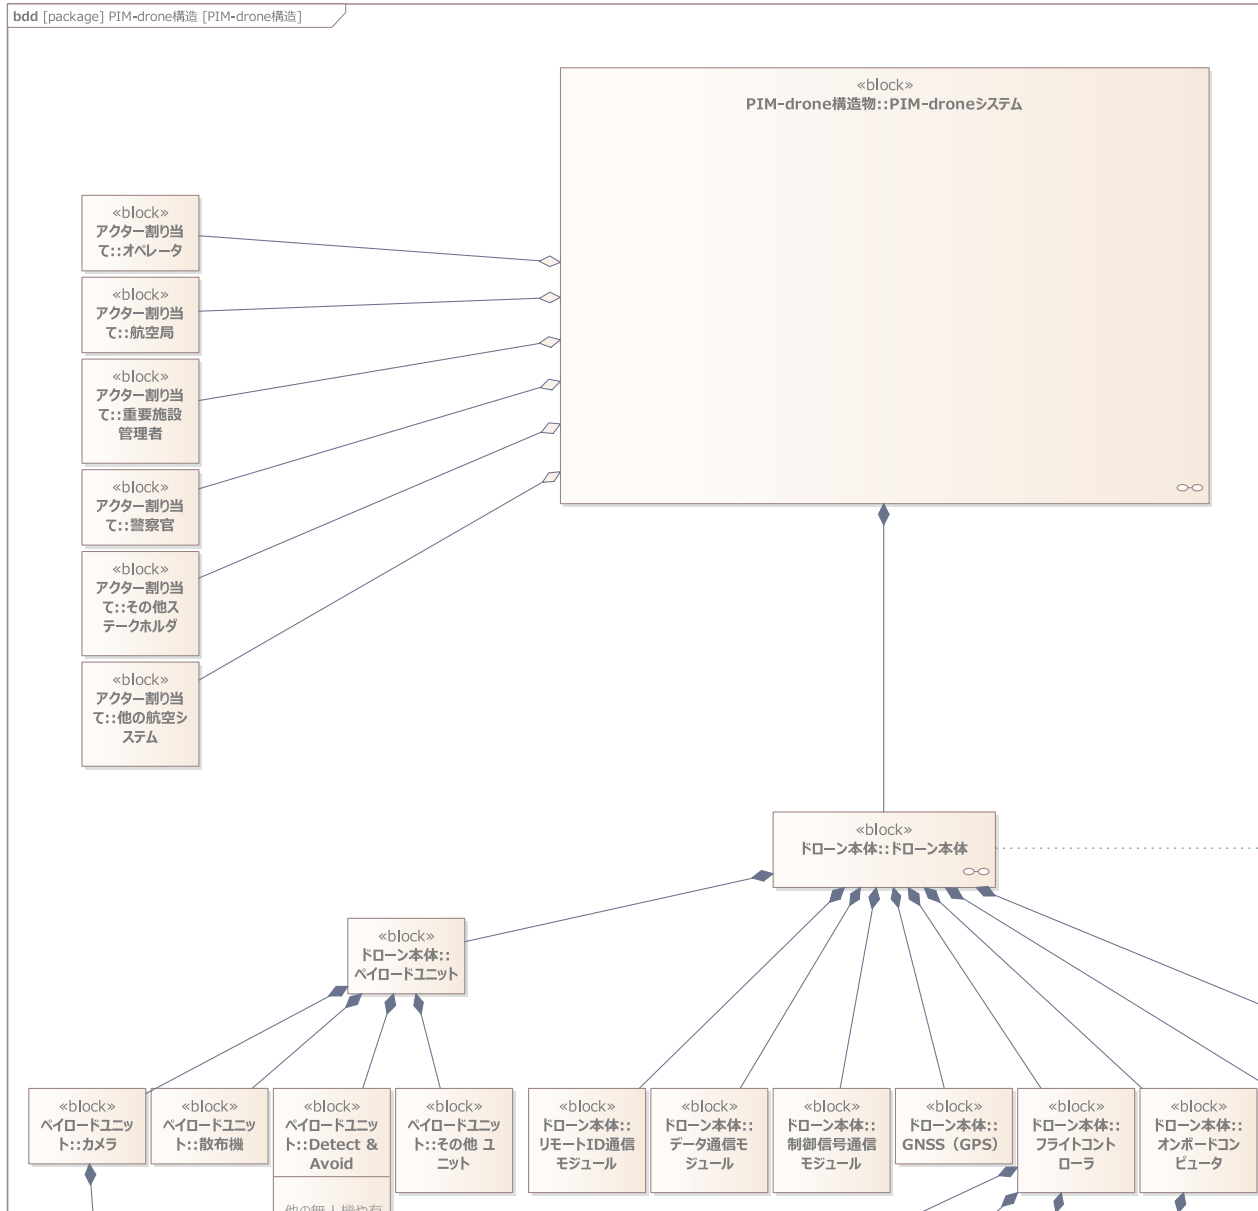 bdd [package] PIM-drone構造 [PIM-drone構造]
«block»
PIM-drone構造物::PIM-droneシステム
«block»
アクター割り当
て::オペレータ
«block»
アクター割り当
て::航空局
«block»
アクター割り当
て::重要施設
管理者
«block»
アクター割り当
て::警察官
«block»
アクター割り当
て::その他ス
テークホルダ
«block»
アクター割り当
て::他の航空シ
ステム
«block»
ドローン本体::ドローン本体
«block»
ドローン本体::
ペイロードユニット
«block»
ペイロードユニッ
ト::カメラ
«block»
ペイロードユニッ
ト::散布機
«block»
ペイロードユニッ
ト::Detect &
Avoid
他の無人機や有
«block»
ペイロードユニッ
ト::その他 ユ
ニット
«block»
ドローン本体::
リモートID通信
モジュール
«block»
ドローン本体::
データ通信モ
ジュール
«block»
ドローン本体::
制御信号通信
モジュール
«block»
ドローン本体::
GNSS（GPS）
«block»
ドローン本体::
フライトコント
ローラ
«block»
ドローン本体::
オンボードコン
ピュータ